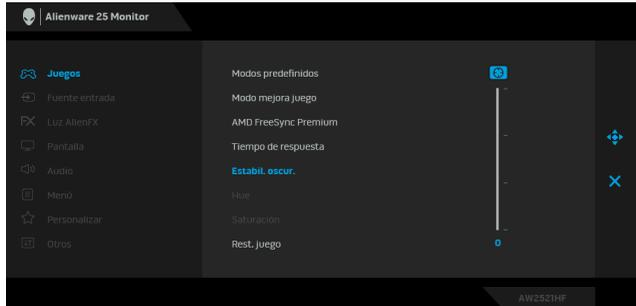 Alienware 25 Monitor
Juegos
Fuente entrada
FX Luz AlienFX
Pantalla
Audio
Menú
Personalizar
Otros
Modos predefinidos
Modo mejora juego
AMD FreeSync Premium
Tiempo de respuesta
Estabil. oscur.
Hue
Saturación
Rest. juego
0
AW2521HF